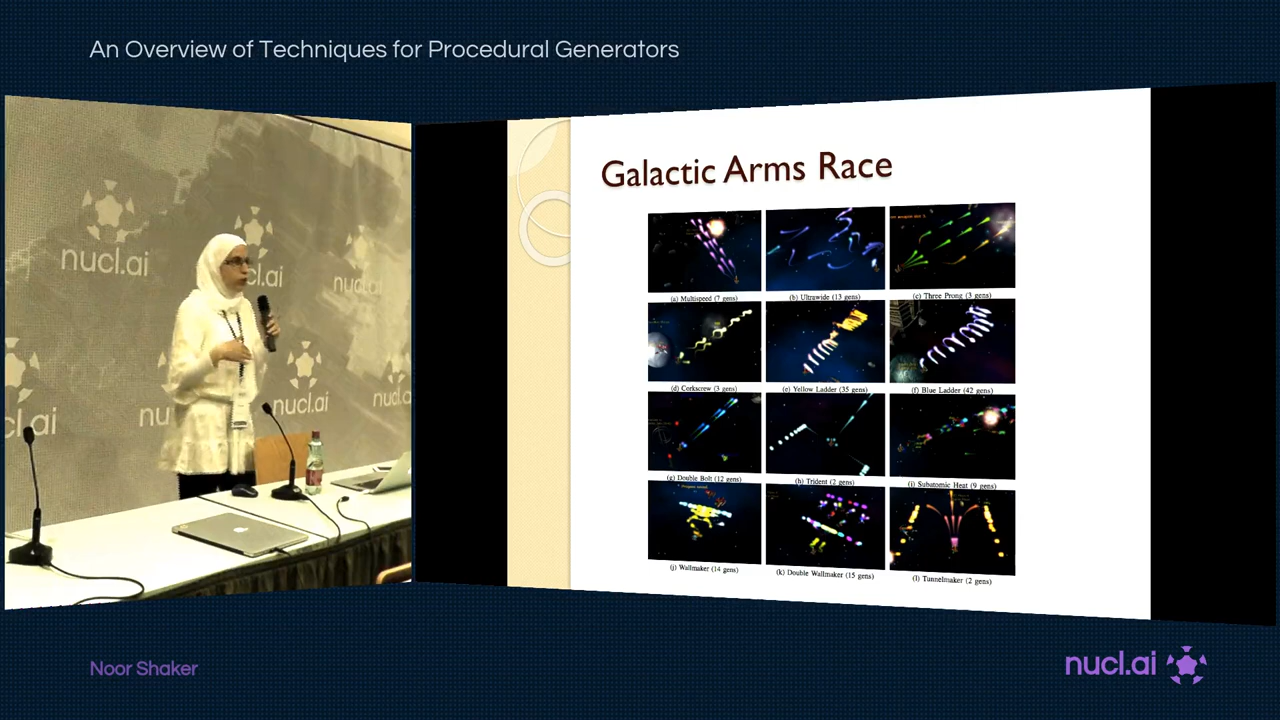 An Overview of Techniques for Procedural Generators
nucl.ai
cl.ai
nucl.ai
nu
nucl.ai
nucl.ai
cl.ai
Galactic Arms Race
(a) Multispeed (7 gens)
(b) Ultrawide (13 gens)
(c) Three Prong (3 gens)
(d) Corkscrew (3 gens)
(e) Yellow Ladder (35 gens)
(f) Blue Ladder (42 gens)
(g) Double Bolt (12 gens)
(h) Trident (2 gens)
(i) Subatomic Heat (9 gens)
(j) Wallmaker (14 gens)
(k) Double Wallmaker (15 gens)
(l) Tunnelmaker (2 gens)
Noor Shaker
nucl.ai